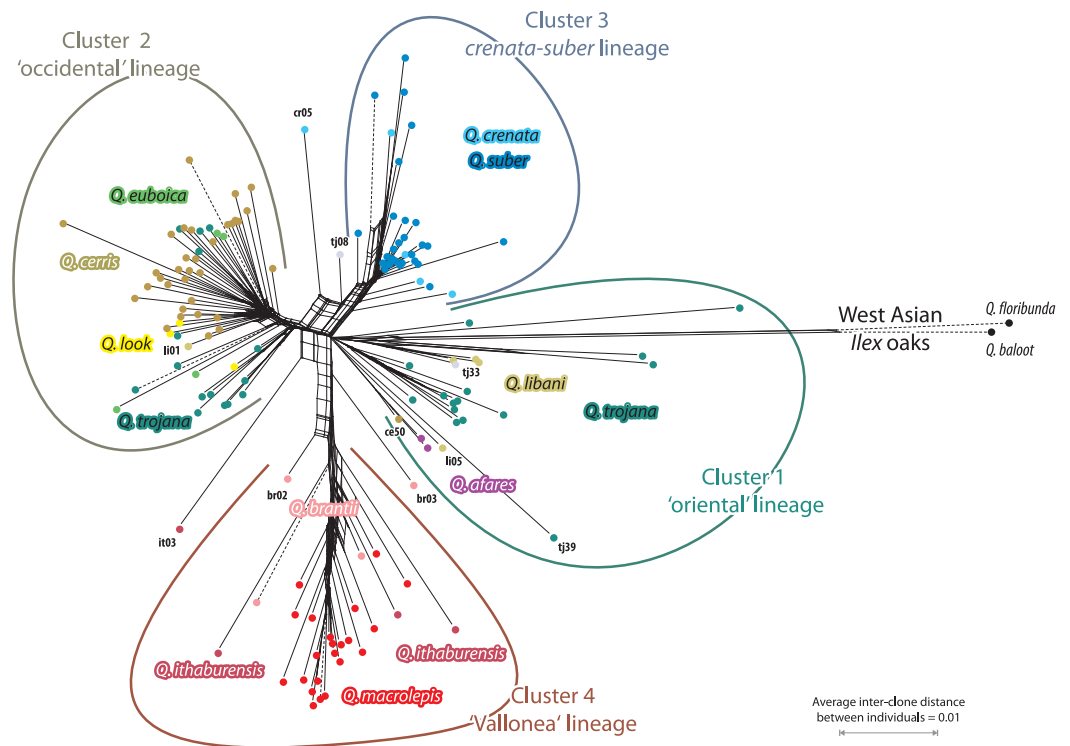 Cluster 2
'occidental' lineage
Cluster 3
crenata-suber lineage
cr05
Q. crenata
Q. suber
Q. euboica
tj08
Q. cerris
Q. look
li01
Q. trojana
West Asian
Ilex oaks
Q. floribunda
Q. baloot
tj33
Q. libani
Q. trojana
ce50
li05
Q. afares
Cluster 1
'oriental' lineage
br02
br03
Q. brantii
it03
tj39
Q. ithaburensis
Q. ithaburensis
Q. macrolepis
Cluster 4
'Vallonea' lineage
Average inter-clone distance
between individuals = 0.01